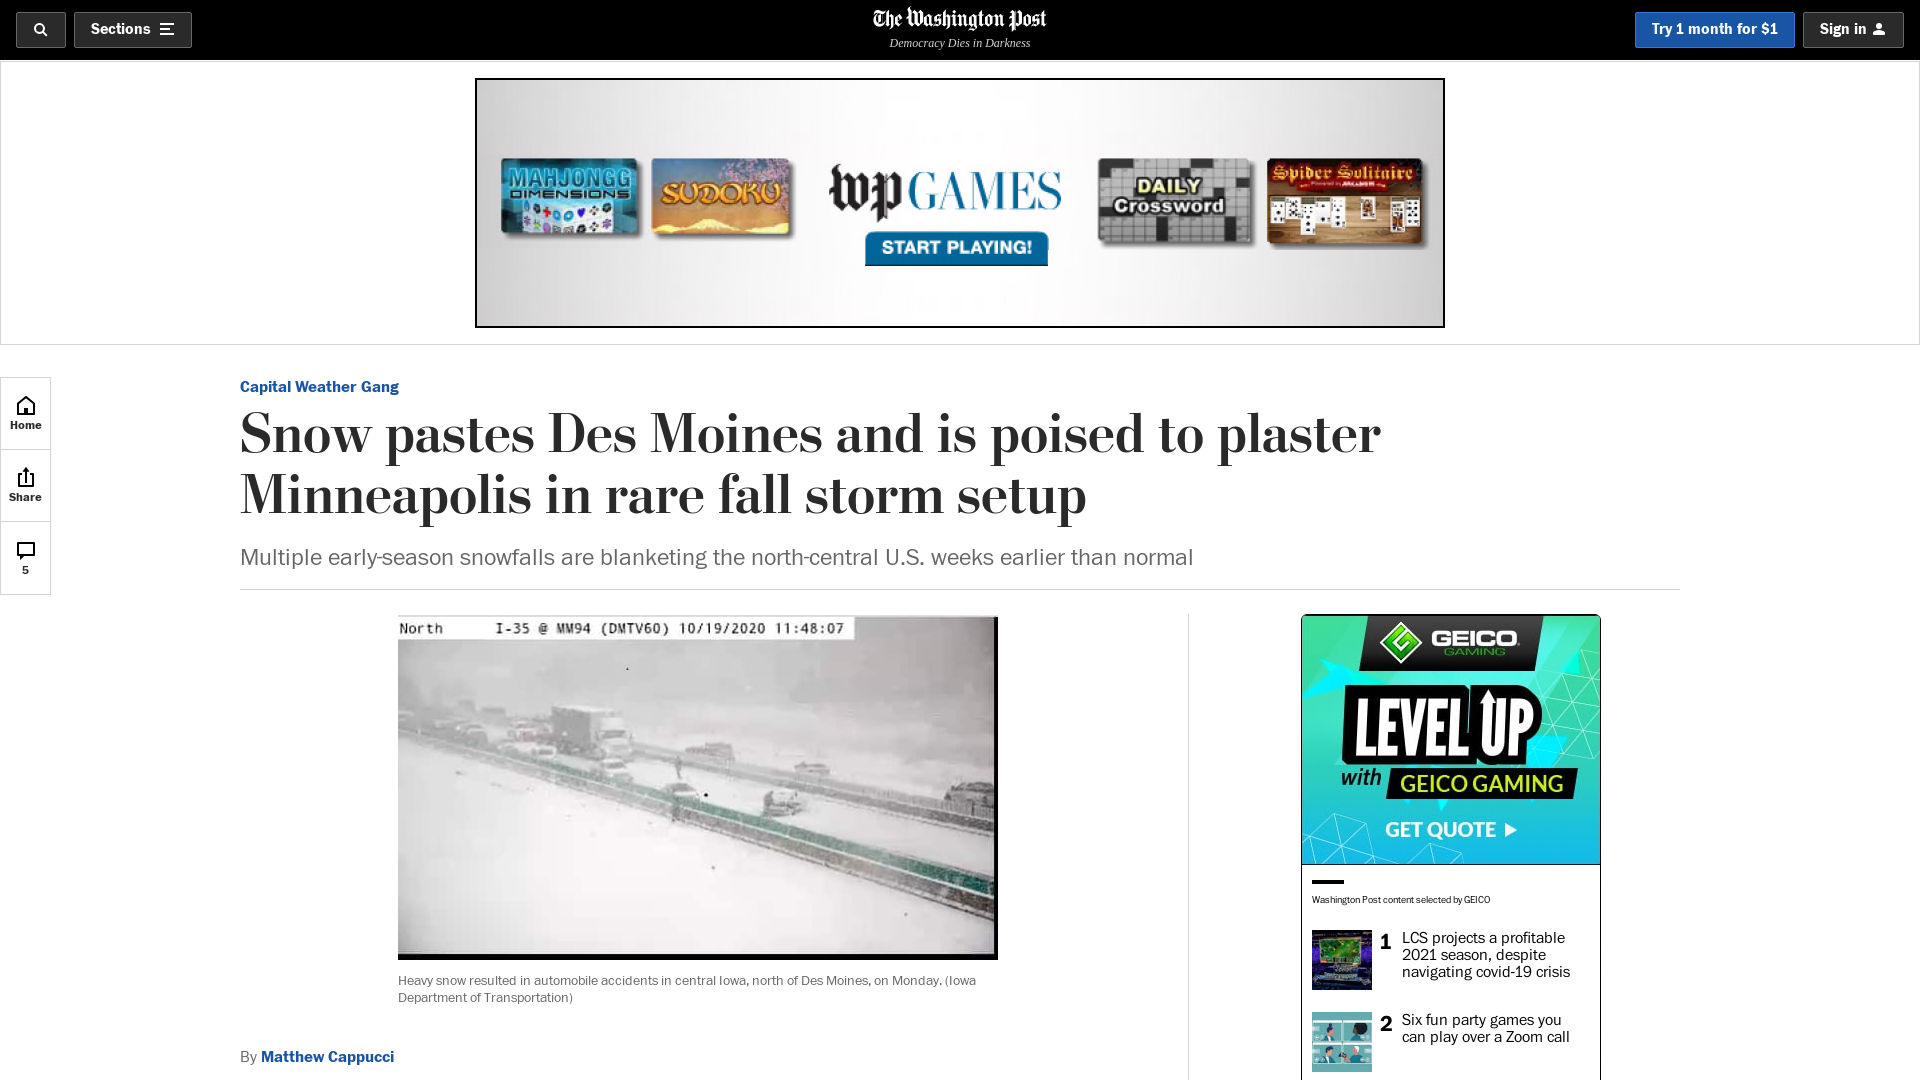 Sections
The Washington Post
Democracy Dies in Darkness
Try 1 month for $1
Sign in
MAHJONGG
DIMENSIONS
SUDOKU
wp GAMES
START PLAYING!
DAILY
Crossword
Spider Solitaire
Home
Share
5
Capital Weather Gang
Snow pastes Des Moines and is poised to plaster
Minneapolis in rare fall storm setup
Multiple early-season snowfalls are blanketing the north-central U.S. weeks earlier than normal
North I-35 @ MM94 (DMTV60) 10/19/2020 11:48:07
Heavy snow resulted in automobile accidents in central Iowa, north of Des Moines, on Monday. (Iowa
Department of Transportation)
By Matthew Cappucci
GEICO
GAMING
LEVEL UP
with GEICO GAMING
GET QUOTE
Washington Post content selected by GEICO
1 LCS projects a profitable
2021 season, despite
navigating covid-19 crisis
2 Six fun party games you
can play over a Zoom call